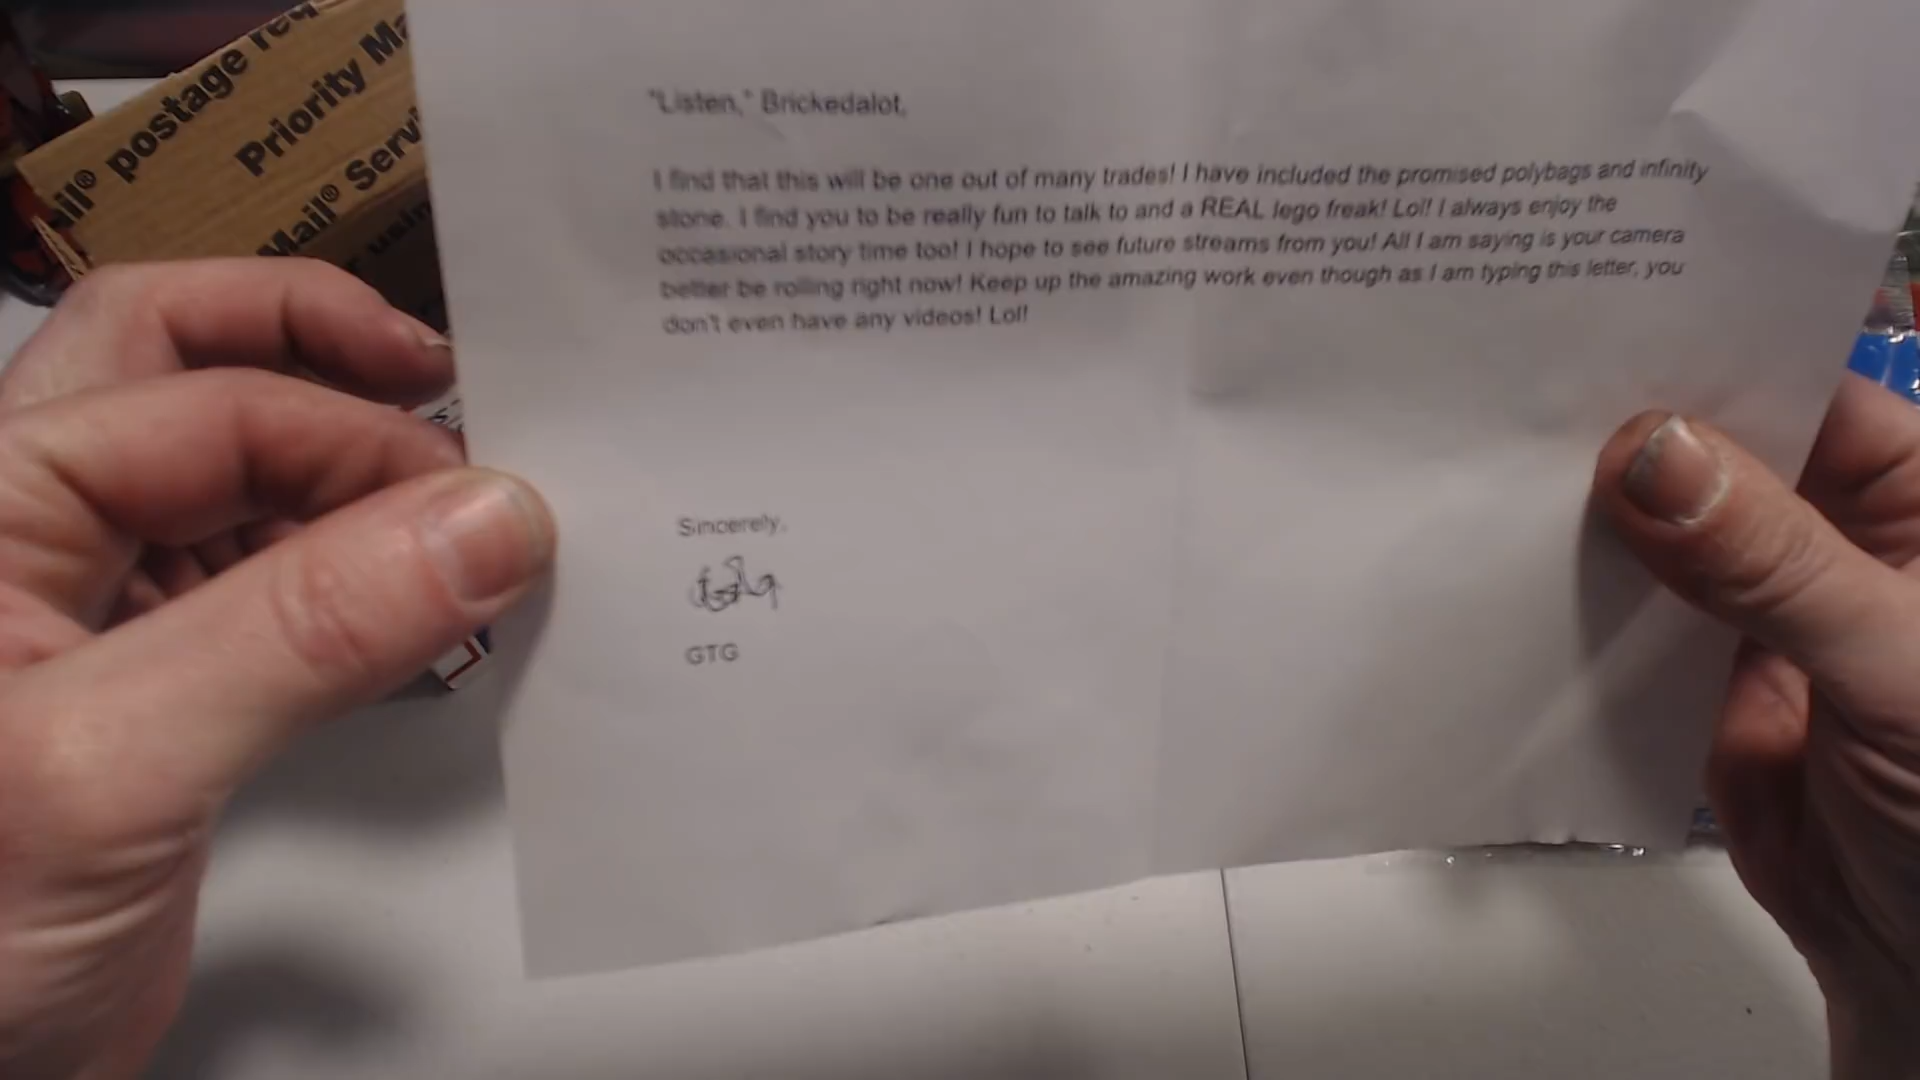 ail® postage req
Priority Ma
Mail® Servi
"Listen," Brickedalot,
I find that this will be one out of many trades! I have included the promised polybags and infinity
stone. I find you to be really fun to talk to and a REAL lego freak! Lol! I always enjoy the
occasional story time too! I hope to see future streams from you! All I am saying is your camera
better be rolling right now! Keep up the amazing work even though as I am typing this letter, you
don't even have any videos! Lol!
Sincerely,
GTG